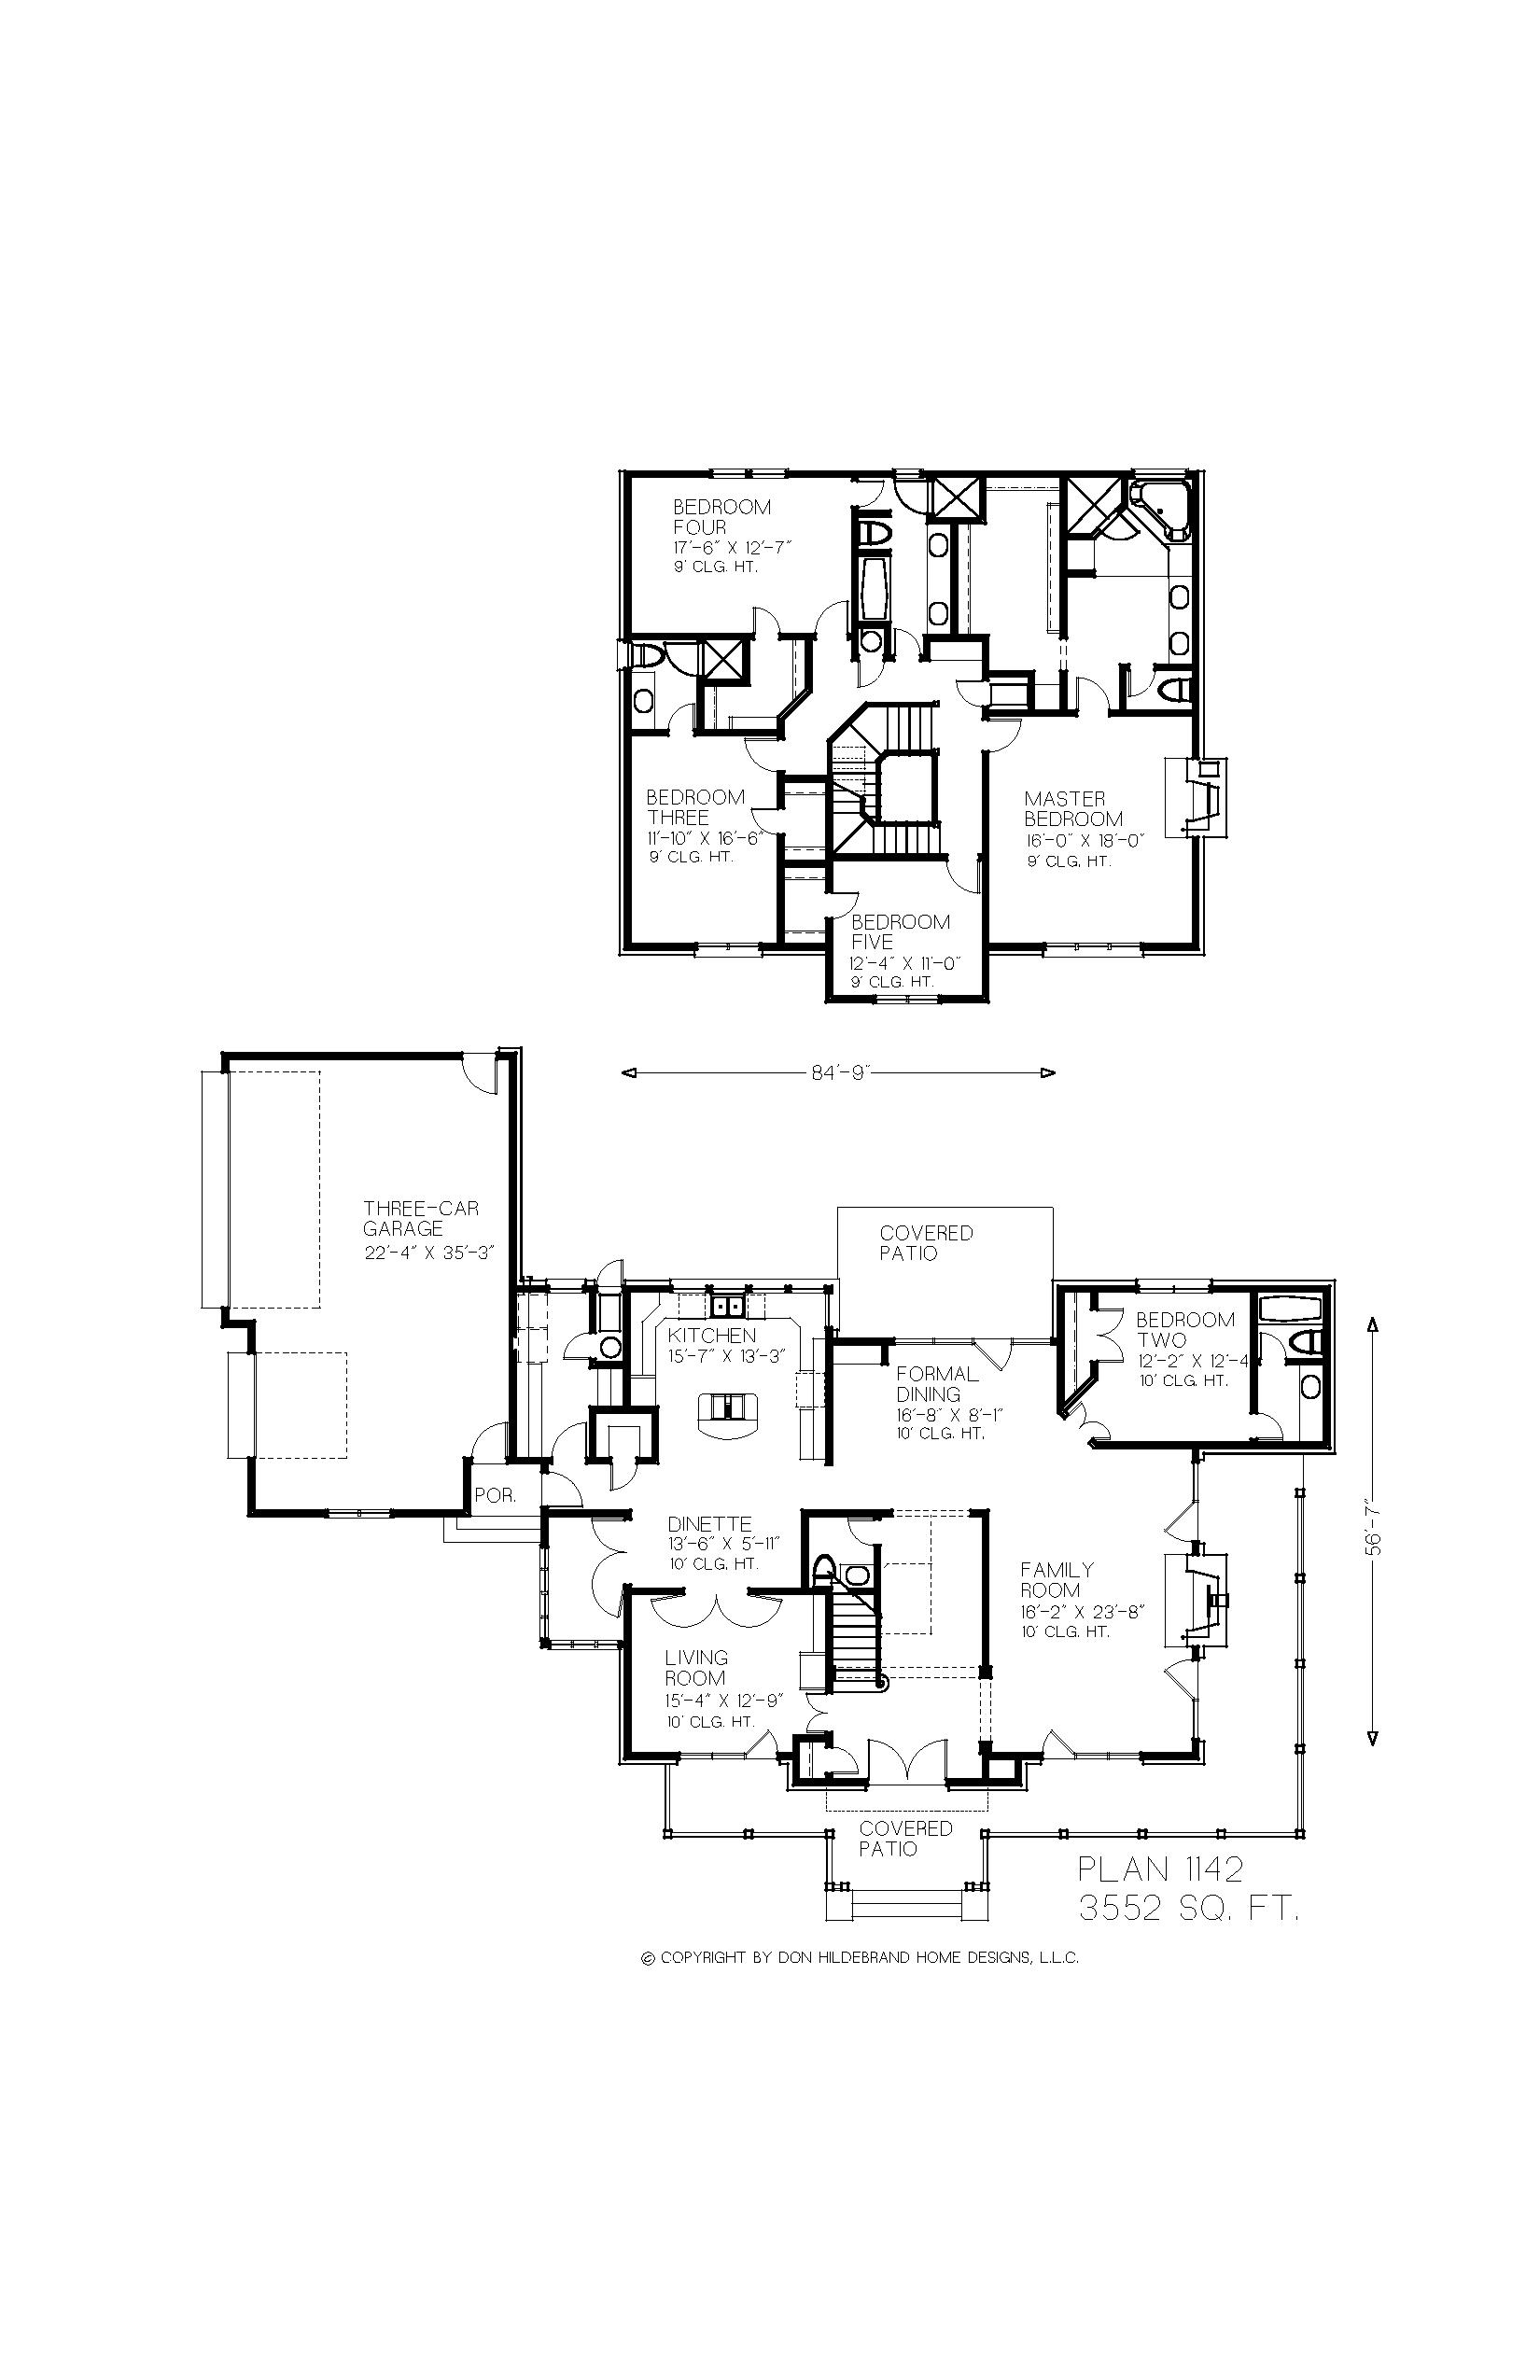 BEDROOM
FOUR
17'-6" X 12'-7"
9' CLG. HT.
BEDROOM
THREE
11'-10" X 16'-6"
9' CLG. HT.
MASTER
BEDROOM
16'-0" X 18'-0"
9' CLG. HT.
BEDROOM
FIVE
12'-4" X 11'-0"
9' CLG. HT.
84'-9"
THREE-CAR
GARAGE
22'-4" X 35'-3"
COVERED
PATIO
KITCHEN
15'-7" X 13'-3"
BEDROOM
TWO
12'-2" X 12'-4
10' CLG. HT.
FORMAL
DINING
16'-8" X 8'-1"
10' CLG. HT.
POR.
DINETTE
13'-6" X 5'-11"
10' CLG. HT.
56'-7"
FAMILY
ROOM
16'-2" X 23'-8"
10' CLG. HT.
LIVING
ROOM
15'-4" X 12'-9"
10' CLG. HT.
COVERED
PATIO
PLAN 1142
3552 SQ. FT.
© COPYRIGHT BY DON HILDEBRAND HOME DESIGNS, L.L.C.